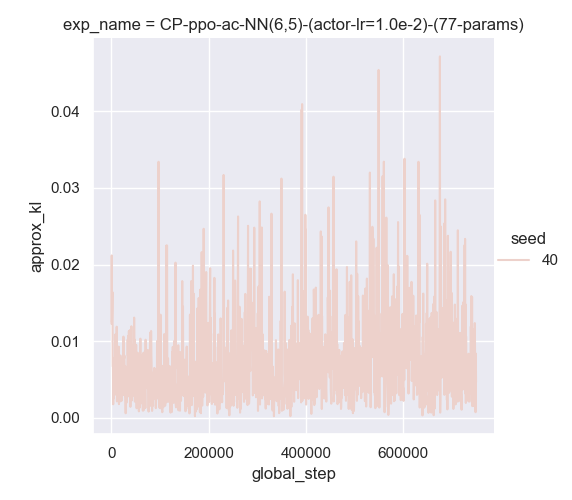 exp_name = CP-ppo-ac-NN(6,5)-(actor-lr=1.0e-2)-(77-params)
approx_kl
0.04
0.03
0.02
0.01
0.00
0
200000
400000
600000
global_step
seed
40